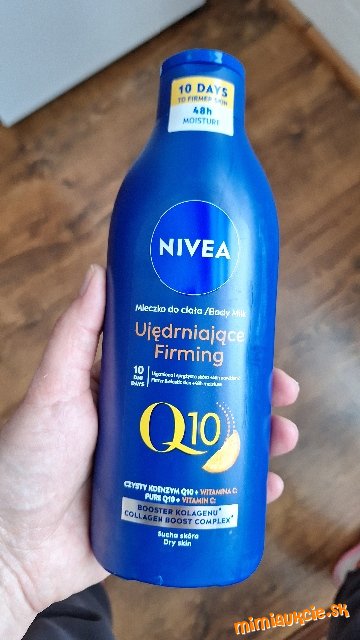 10 DAYS
TO FIRMER SKIN
48h
MOISTURE
NIVEA
Mleczko do ciała /Body Milk
Ujędrniające
Firming
10
DNI
DAYS
Q10
CZYSTY KOENZYM Q10 + WITAMINA C*
PURE Q10 + VITAMIN C*
BOOSTER KOLAGENU*
COLLAGEN BOOST COMPLEX*
Sucha skóra
Dry skin
mimiaukcie.sk